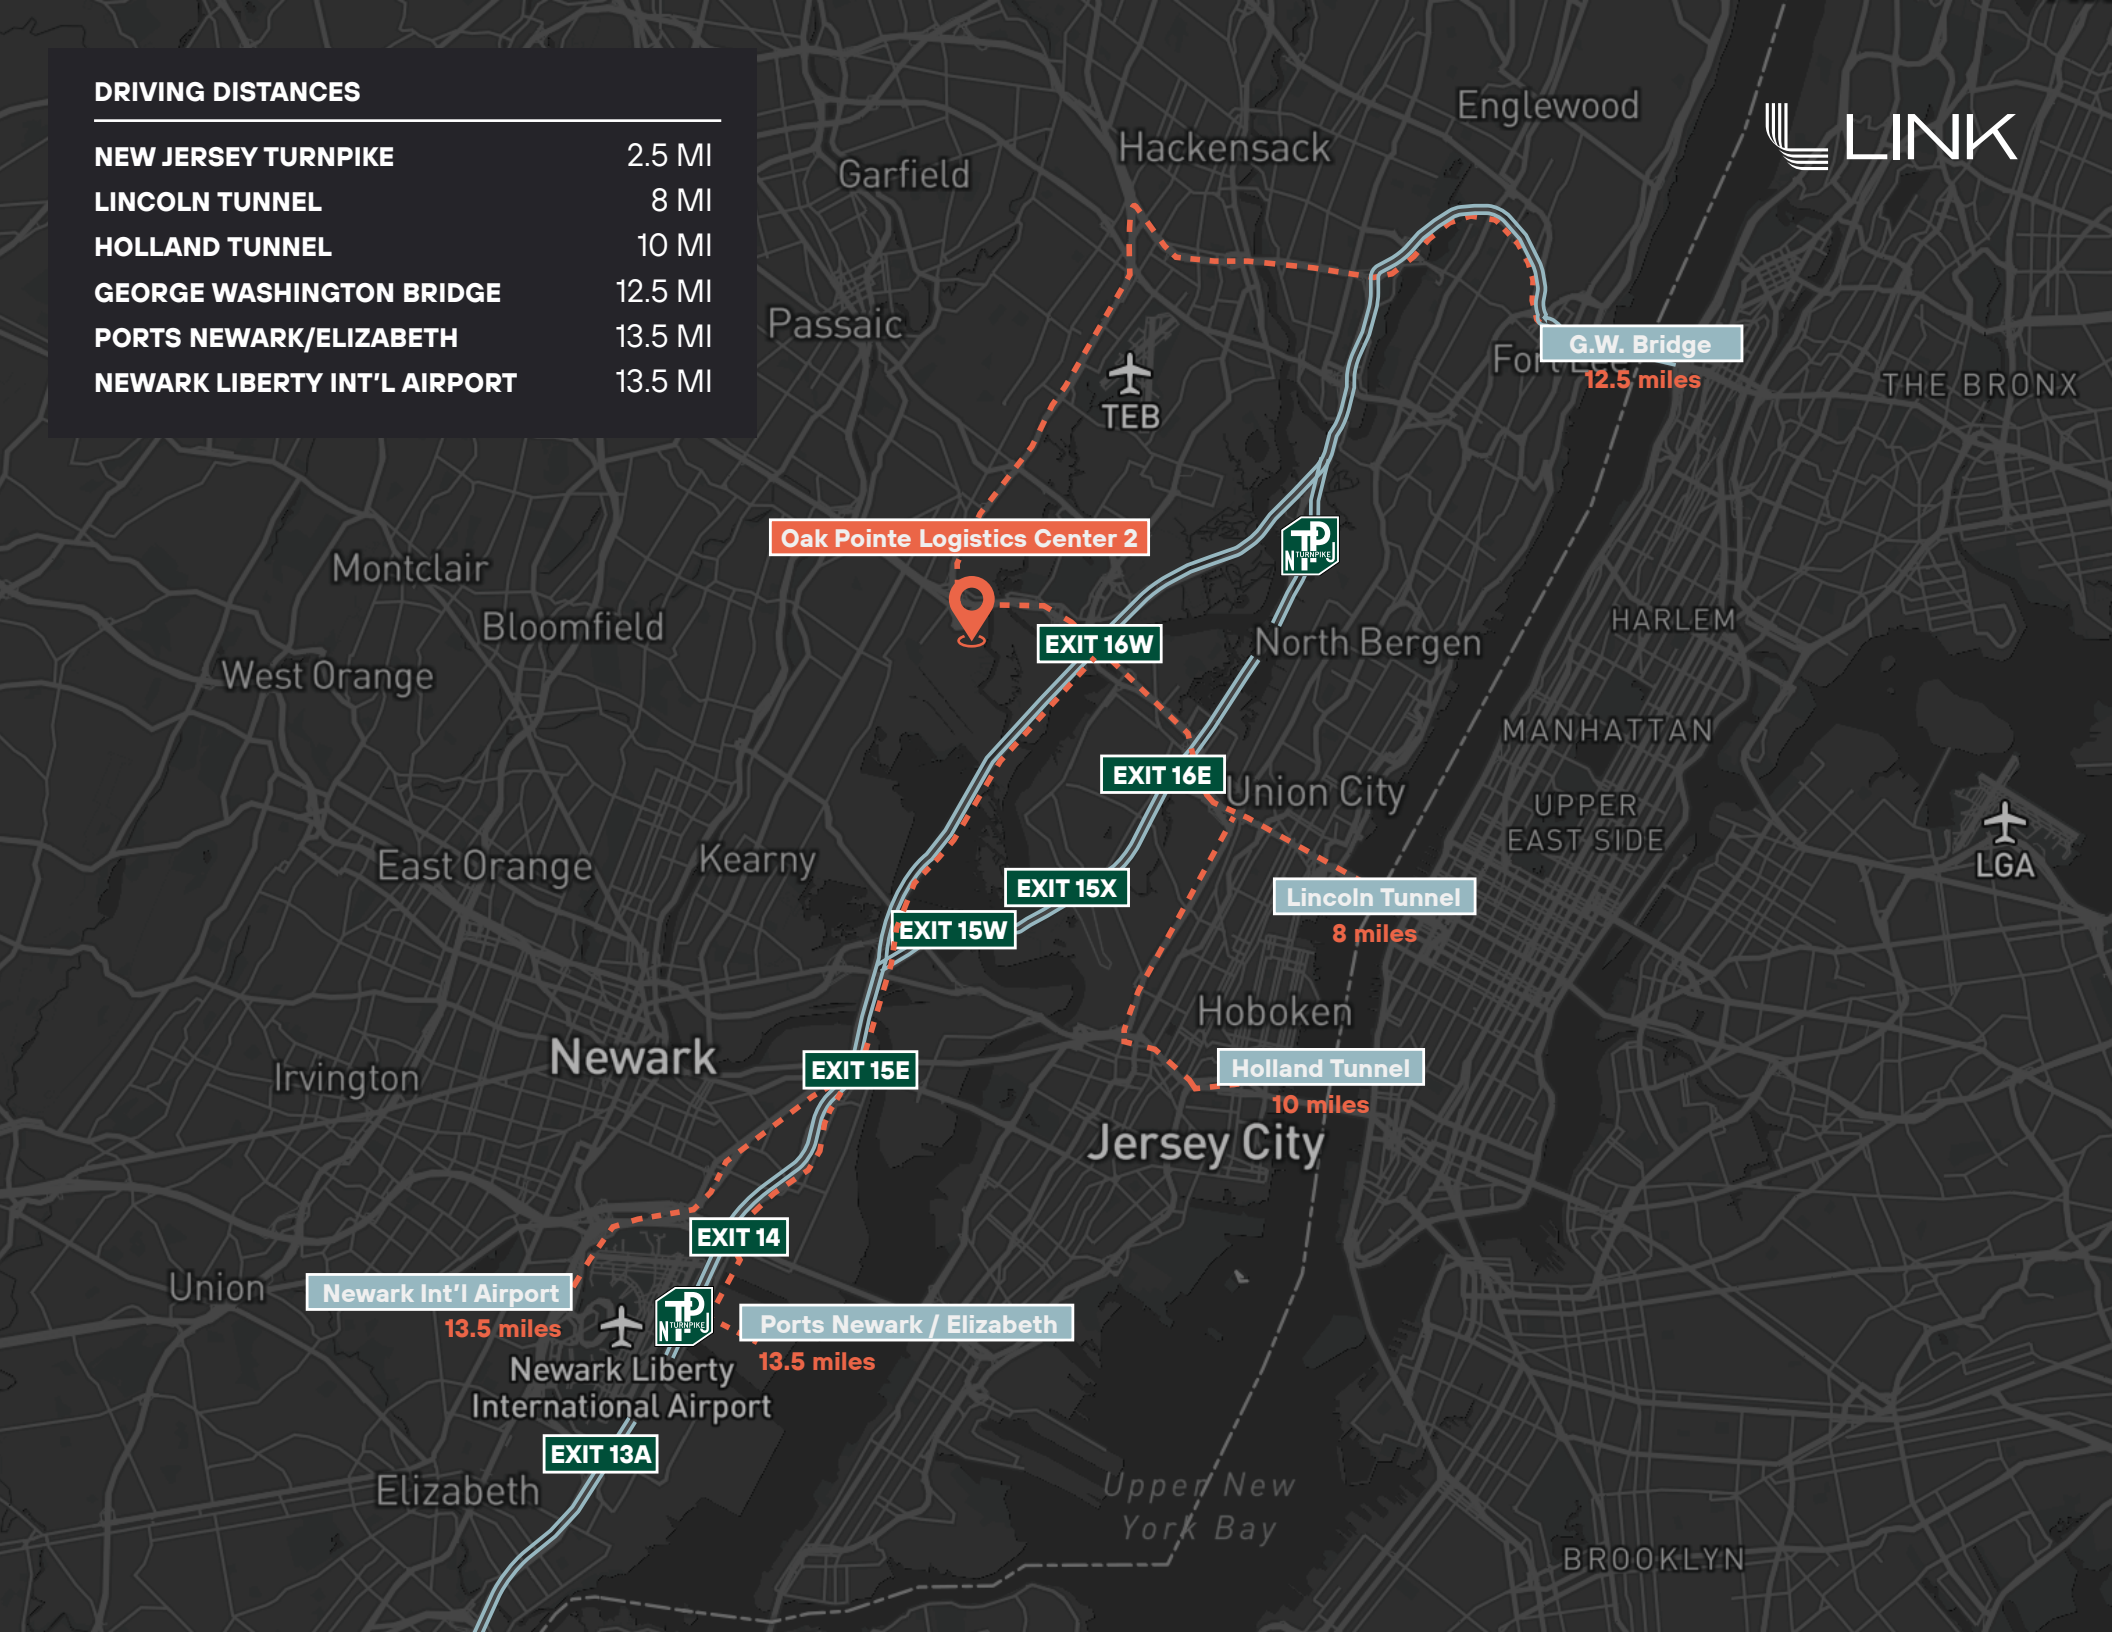 DRIVING DISTANCES
NEW JERSEY TURNPIKE 2.5 MI
LINCOLN TUNNEL 8 MI
HOLLAND TUNNEL 10 MI
GEORGE WASHINGTON BRIDGE 12.5 MI
PORTS NEWARK/ELIZABETH 13.5 MI
NEWARK LIBERTY INT'L AIRPORT 13.5 MI
LINK
Englewood
Hackensack
Garfield
Passaic
G.W. Bridge
Fort Lee
12.5 miles
THE BRONX
TEB
Oak Pointe Logistics Center 2
NJTP
TURNPIKE
Montclair
Bloomfield
HARLEM
EXIT 16W
North Bergen
West Orange
MANHATTAN
EXIT 16E
Union City
UPPER
EAST SIDE
LGA
East Orange
Kearny
EXIT 15X
Lincoln Tunnel
8 miles
EXIT 15W
Hoboken
Newark
Irvington
EXIT 15E
Holland Tunnel
10 miles
Jersey City
EXIT 14
Union
Newark Int'l Airport
13.5 miles
NJTP
TURNPIKE
Ports Newark / Elizabeth
13.5 miles
Newark Liberty
International Airport
EXIT 13A
Elizabeth
Upper New
York Bay
BROOKLYN